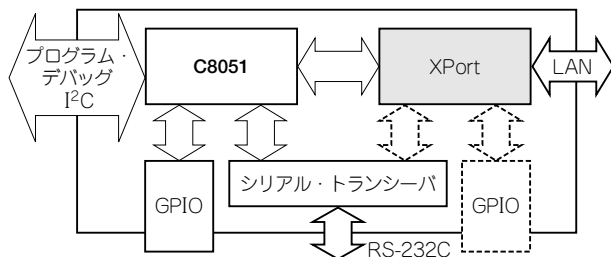 プログラム・
デバッグ
I²C
C8051
XPort
LAN
GPIO
シリアル・トランシーバ
GPIO
RS-232C